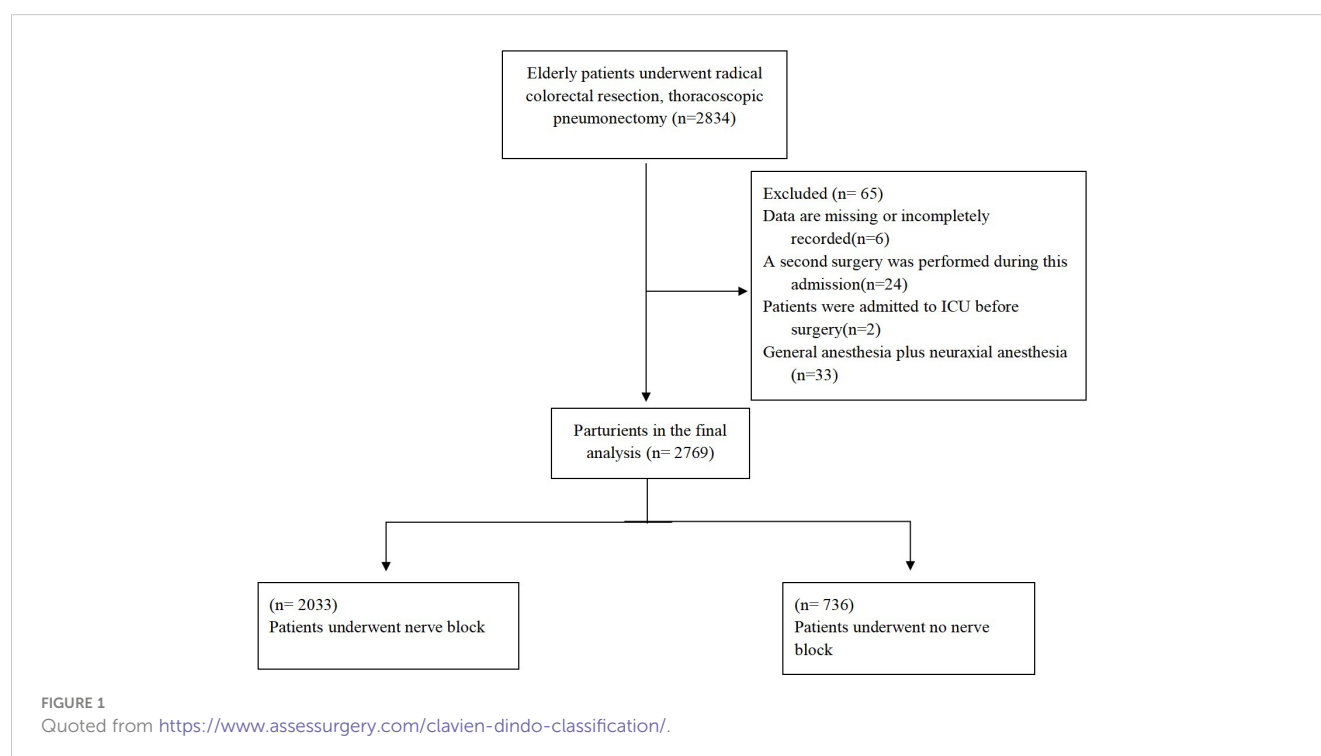 Elderly patients underwent radical
colorectal resection, thoracoscopic
pneumonectomy (n=2834)
Excluded (n= 65)
Data are missing or incompletely
recorded(n=6)
A second surgery was performed during this
admission(n=24)
Patients were admitted to ICU before
surgery(n=2)
General anesthesia plus neuraxial anesthesia
(n=33)
Parturients in the final
analysis (n= 2769)
(n= 2033)
Patients underwent nerve block
(n= 736)
Patients underwent no nerve
block
FIGURE 1
Quoted from https://www.assessurgery.com/clavien-dindo-classification/.